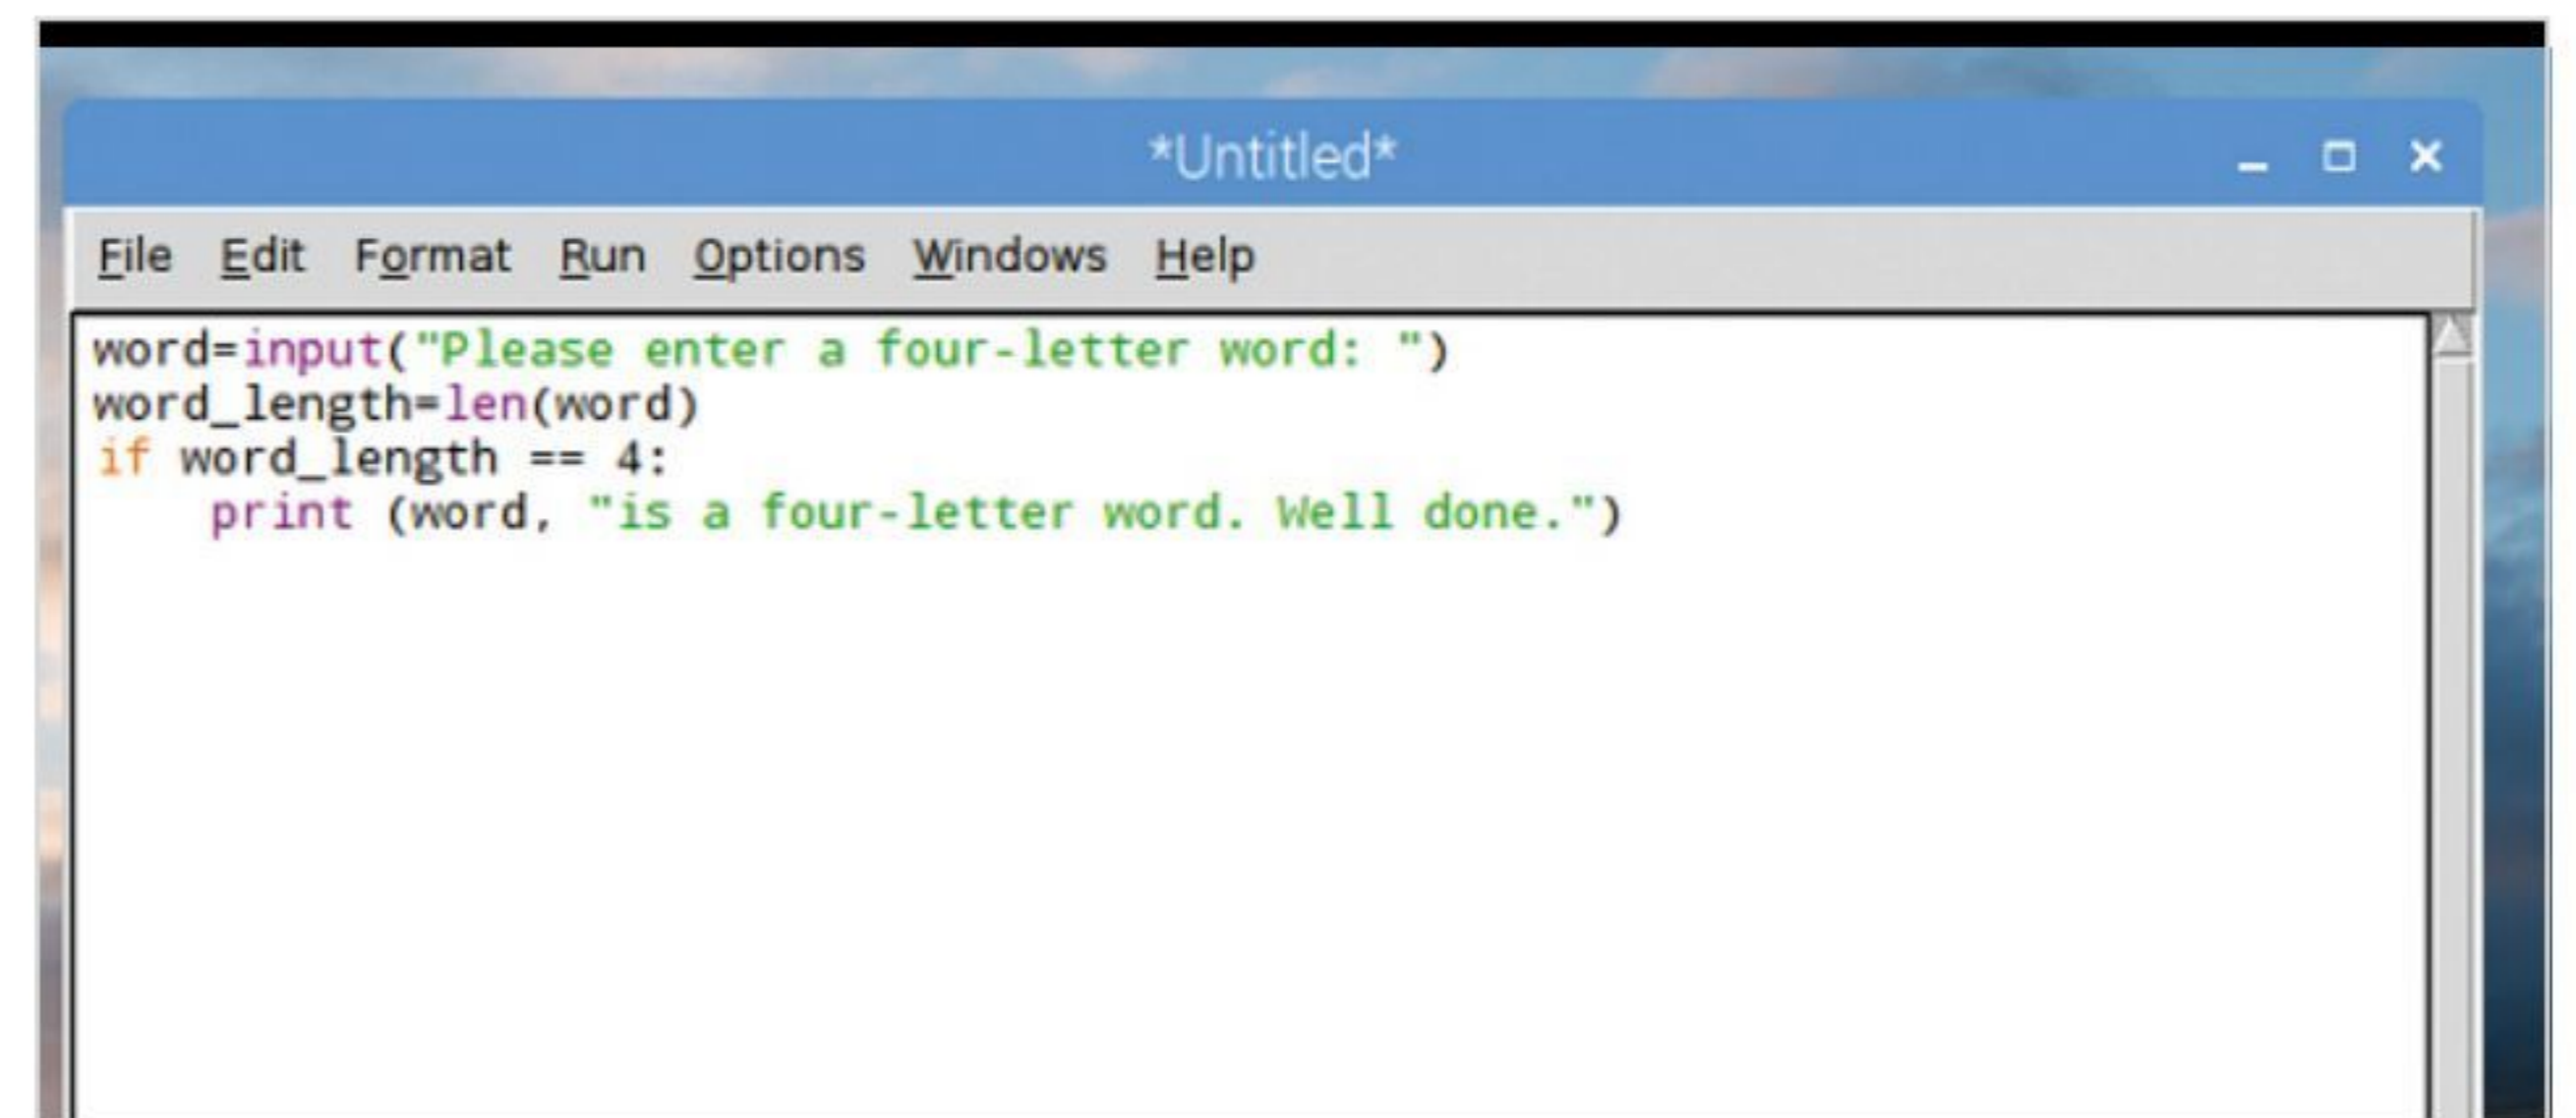 *Untitled*
File Edit Format Run Options Windows Help
word=input("Please enter a four-letter word: ")
word_length=len(word)
if word_length == 4:
    print (word, "is a four-letter word. Well done.")